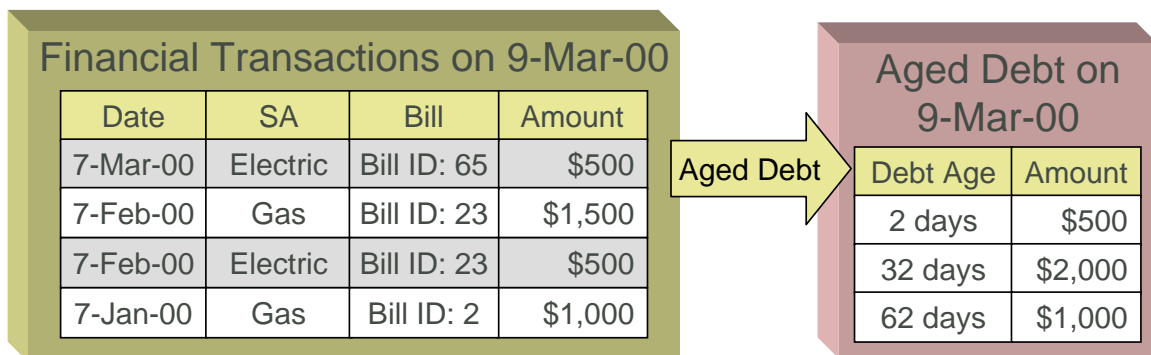 Financial Transactions on 9-Mar-00
Date SA Bill Amount
7-Mar-00 Electric Bill ID: 65 $500
7-Feb-00 Gas Bill ID: 23 $1,500
7-Feb-00 Electric Bill ID: 23 $500
7-Jan-00 Gas Bill ID: 2 $1,000
Aged Debt
Aged Debt on
9-Mar-00
Debt Age Amount
2 days $500
32 days $2,000
62 days $1,000